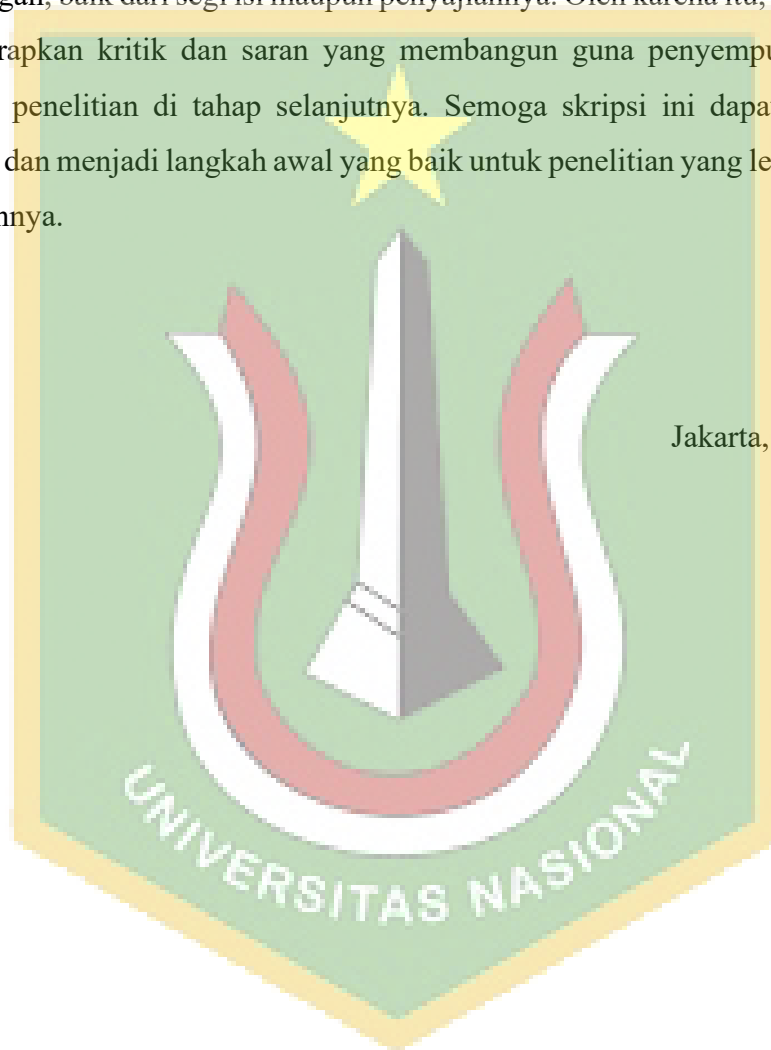 gan, baik dari segi isi maupun penyajiannya. Oleh karena itu,
rapkan kritik dan saran yang membangun guna penyempu
penelitian di tahap selanjutnya. Semoga skripsi ini dapa
dan menjadi langkah awal yang baik untuk penelitian yang le
nnya.
Jakarta,
UNIVERSITAS NASIONAL